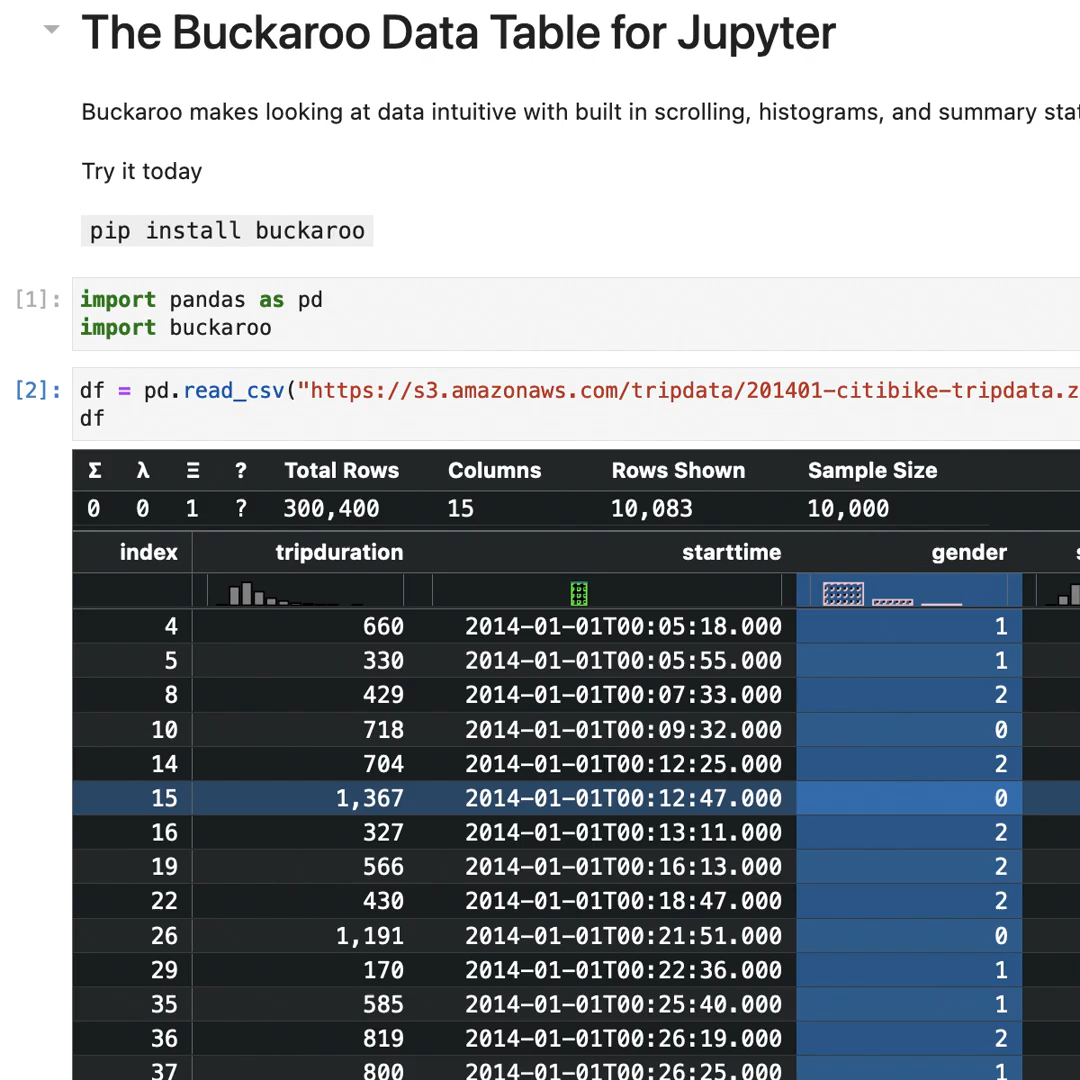 The Buckaroo Data Table for Jupyter
Buckaroo makes looking at data intuitive with built in scrolling, histograms, and summary
Try it today
pip install buckaroo
[1]: import pandas as pd
import buckaroo
[2]: df = pd.read_csv("https://s3.amazonaws.com/tripdata/201401-citibike-tripdata.z
df
Σ λ Ξ ? Total Rows Columns Rows Shown Sample Size
0 0 1 ? 300,400 15 10,083 10,000
index tripduration starttime gender
4 660 2014-01-01T00:05:18.000 1
5 330 2014-01-01T00:05:55.000 1
8 429 2014-01-01T00:07:33.000 2
10 718 2014-01-01T00:09:32.000 0
14 704 2014-01-01T00:12:25.000 2
15 1,367 2014-01-01T00:12:47.000 0
16 327 2014-01-01T00:13:11.000 2
19 566 2014-01-01T00:16:13.000 2
22 430 2014-01-01T00:18:47.000 2
26 1,191 2014-01-01T00:21:51.000 0
29 170 2014-01-01T00:22:36.000 1
35 585 2014-01-01T00:25:40.000 1
36 819 2014-01-01T00:26:19.000 2
37 800 2014-01-01T00:26:25.000 1